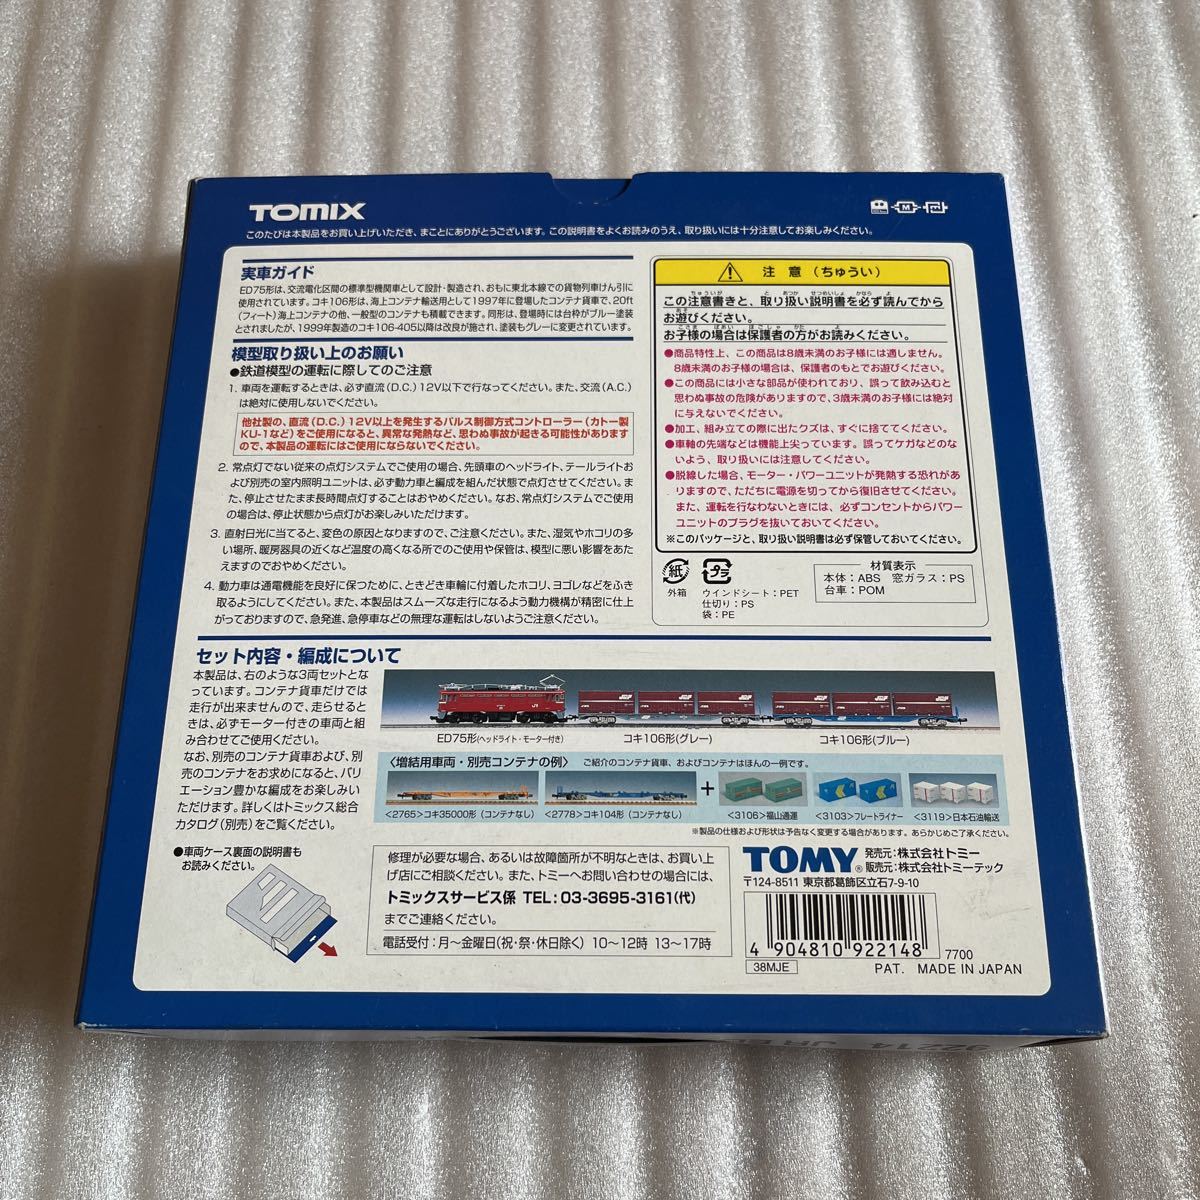 TOMIX
このたびは本製品をお買い上げいただき、まことにありがとうございます。この説明書をよくお読みのうえ、取り扱いには十分注意してお楽しみください。
実車ガイド
ED75形は、交流電化区間の標準型機関車として設計・製造され、おもに東北本線での貨物列車けん引に
使用されています。コキ106形は、海上コンテナ輸送用として1997年に登場したコンテナ貨車で、20ft
(フィート)海上コンテナの他、一般型のコンテナも積載できます。同形は、登場時には台枠がブルー塗装
とされましたが、1999年製造のコキ106-405以降は改良が施され、塗装もグレーに変更されています。
模型取り扱い上のお願い
●鉄道模型の運転に際してのご注意
1. 車両を運転するときは、必ず直流(D.C.)12V以下で行なってください。また、交流(A.C.)
は絶対に使用しないでください。
他社製の、直流(D.C.)12V以上を発生するパルス制御方式コントローラー(カトー製
KU-1など)をご使用になると、異常な発熱など、思わぬ事故が起きる可能性があります
ので、本製品の運転にはご使用にならないでください。
2. 常点灯でない従来の点灯システムでご使用の場合、先頭車のヘッドライト、テールライトお
よび別売の室内照明ユニットは、必ず動力車と編成を組んだ状態で点灯させてください。ま
た、停止させたまま長時間点灯することはおやめください。なお、常点灯システムでご使用
の場合は、停止状態から点灯がお楽しみいただけます。
3. 直射日光に当てると、変色の原因となりますので、ご注意ください。また、湿気やホコリの多
い場所、暖房器具の近くなど温度の高くなる所でのご使用や保管は、模型に悪い影響をあた
えますのでおやめください。
4. 動力車は通電機能を良好に保つために、ときどき車輪に付着したホコリ、ヨゴレなどをふき
取るようにしてください。また、本製品はスムーズな走行になるよう動力機構が精密に仕上
がっておりますので、急発進、急停車などの無理な運転はしないようご注意ください。
注 意 (ちゅうい)
この注意書きと、取り扱い説明書を必ず読んでから
お遊びください。
お子様の場合は保護者の方がお読みください。
●商品特性上、この商品は8歳未満のお子様には適しません。
8歳未満のお子様の場合は、保護者のもとでお遊びください。
●この商品には小さな部品が使われており、誤って飲み込むと
思わぬ事故の危険がありますので、3歳未満のお子様には絶対
に与えないでください。
●加工、組み立ての際に出たクズは、すぐに捨ててください。
●車軸の先端などは機能上尖っています。誤ってケガなどのな
いよう、取り扱いには注意してください。
●脱線した場合、モーター・パワーユニットが発熱する恐れがあ
りますので、ただちに電源を切ってから復旧させてください。
また、運転を行なわないときには、必ずコンセントからパワー
ユニットのプラグを抜いておいてください。
※このパッケージと、取り扱い説明書は必ず保管しておいてください。
紙
外箱
プラ
ウインドシート:PET
仕切り:PS
袋:PE
材質表示
本体:ABS 窓ガラス:PS
台車:POM
セット内容・編成について
本製品は、右のような3両セットとな
っています。コンテナ貨車だけでは
走行が出来ませんので、走らせると
きは、必ずモーター付きの車両と組
み合わせてご使用ください。
なお、別売のコンテナ貨車および、別
売のコンテナをお求めになると、バリ
エーション豊かな編成をお楽しみい
ただけます。詳しくはトミックス総合
カタログ(別売)をご覧ください。
ED75形(ヘッドライト・モーター付き)
コキ106形(グレー)
コキ106形(ブルー)
〈増結用車両・別売コンテナの例〉 ご紹介のコンテナ貨車、およびコンテナはほんの一例です。
<2765>コキ35000形(コンテナなし)
<2778>コキ104形(コンテナなし)
+
<3106>福山通運
<3103>フレートライナー
<3119>日本石油輸送
※製品の仕様および形状は予告なく変更する場合があります。あらかじめご了承ください。
●車両ケース裏面の説明書も
お読みください。
修理が必要な場合、あるいは故障箇所が不明なときは、お買い上
げ店にご相談ください。また、トミーへお問い合わせの場合には、
トミックスサービス係 TEL:03-3695-3161(代)
までご連絡ください。
電話受付:月〜金曜日(祝・祭・休日除く) 10〜12時 13〜17時
TOMY® 発売元:株式会社トミー
販売元:株式会社トミーテック
〒124-8511 東京都葛飾区立石7-9-10
4 904810 922148
7700
38MJE
PAT. MADE IN JAPAN